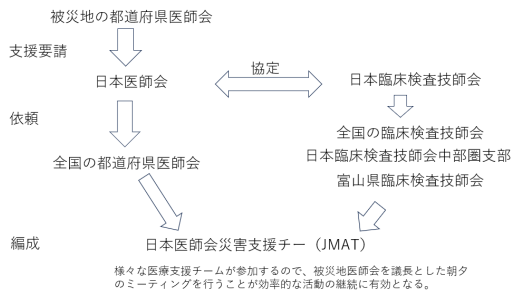 被災地の都道府県医師会
支援要請
協定
日本医師会
日本臨床検査技師会
依頼
全国の臨床検査技師会
日本臨床検査技師会中部圏支部
全国の都道府県医師会
富山県臨床検査技師会
編成
日本医師会災害支援チー（JMAT）
様々な医療支援チームが参加するので、被災地医師会を議長とした朝夕
のミーティングを行うことが効率的な活動の継続に有効となる。